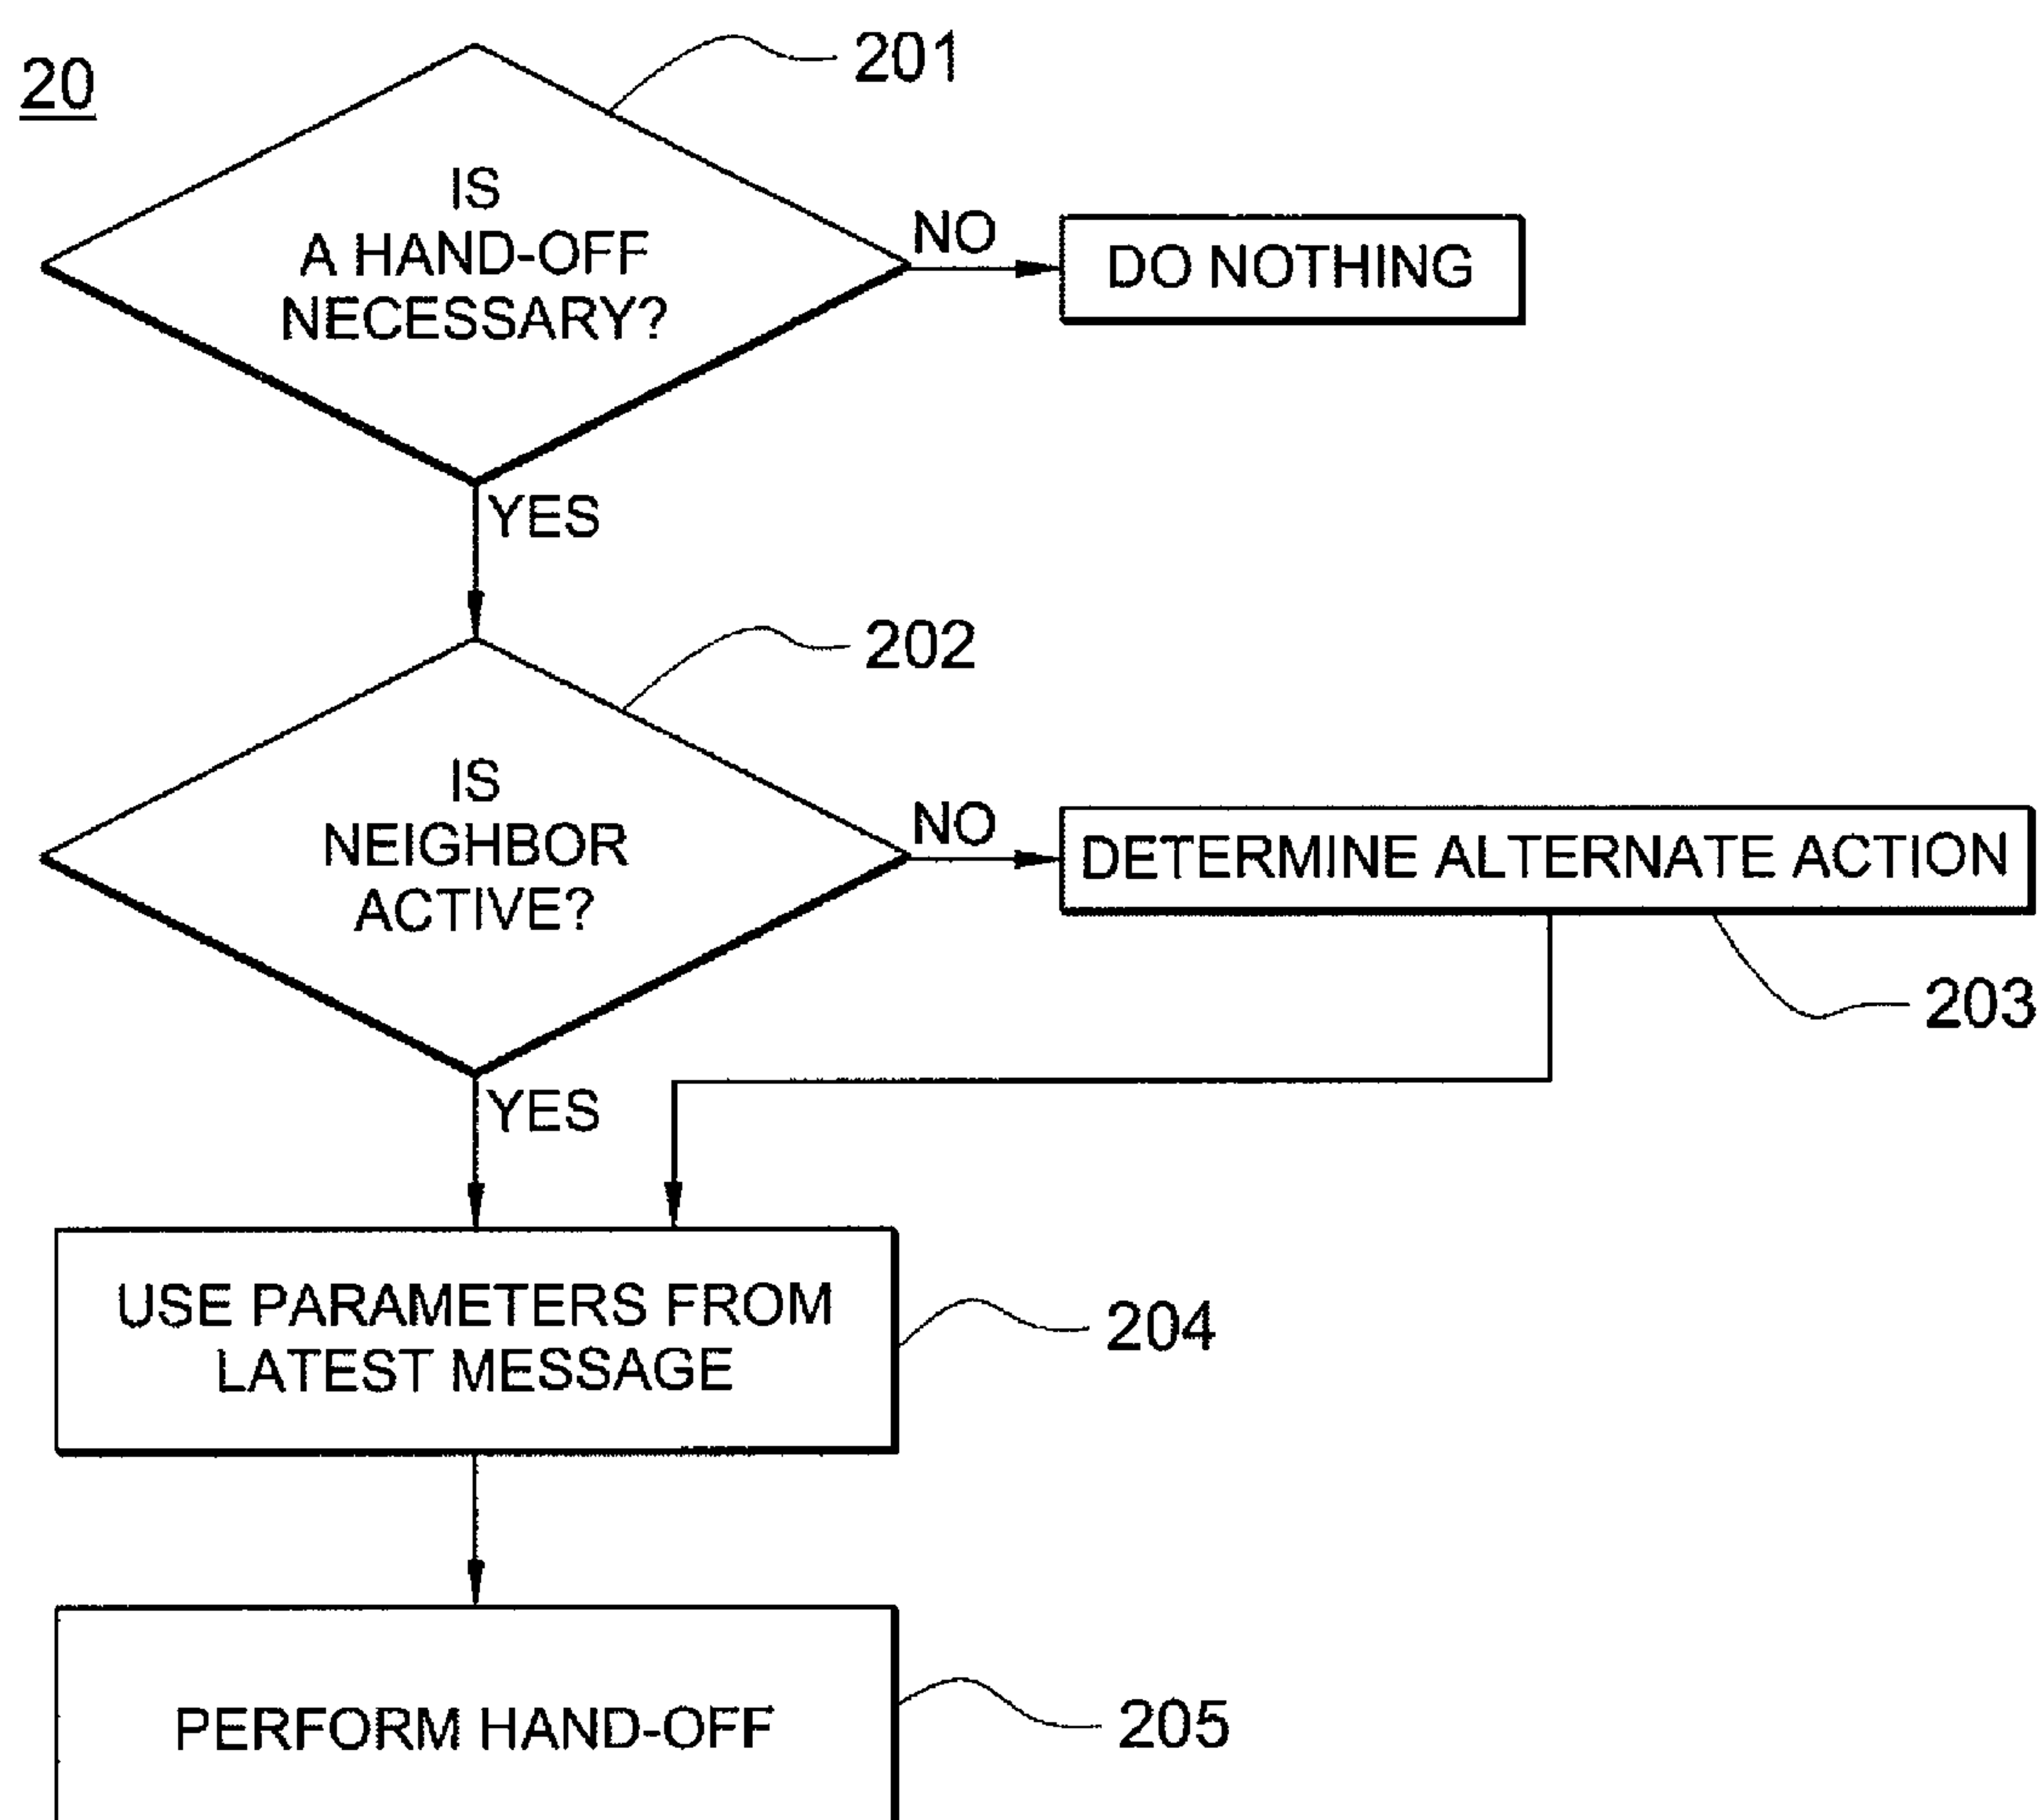 20
201
IS
A HAND-OFF
NECESSARY?
NO
DO NOTHING
YES
202
IS
NEIGHBOR
ACTIVE?
NO
DETERMINE ALTERNATE ACTION
203
YES
USE PARAMETERS FROM
LATEST MESSAGE
204
PERFORM HAND-OFF
205